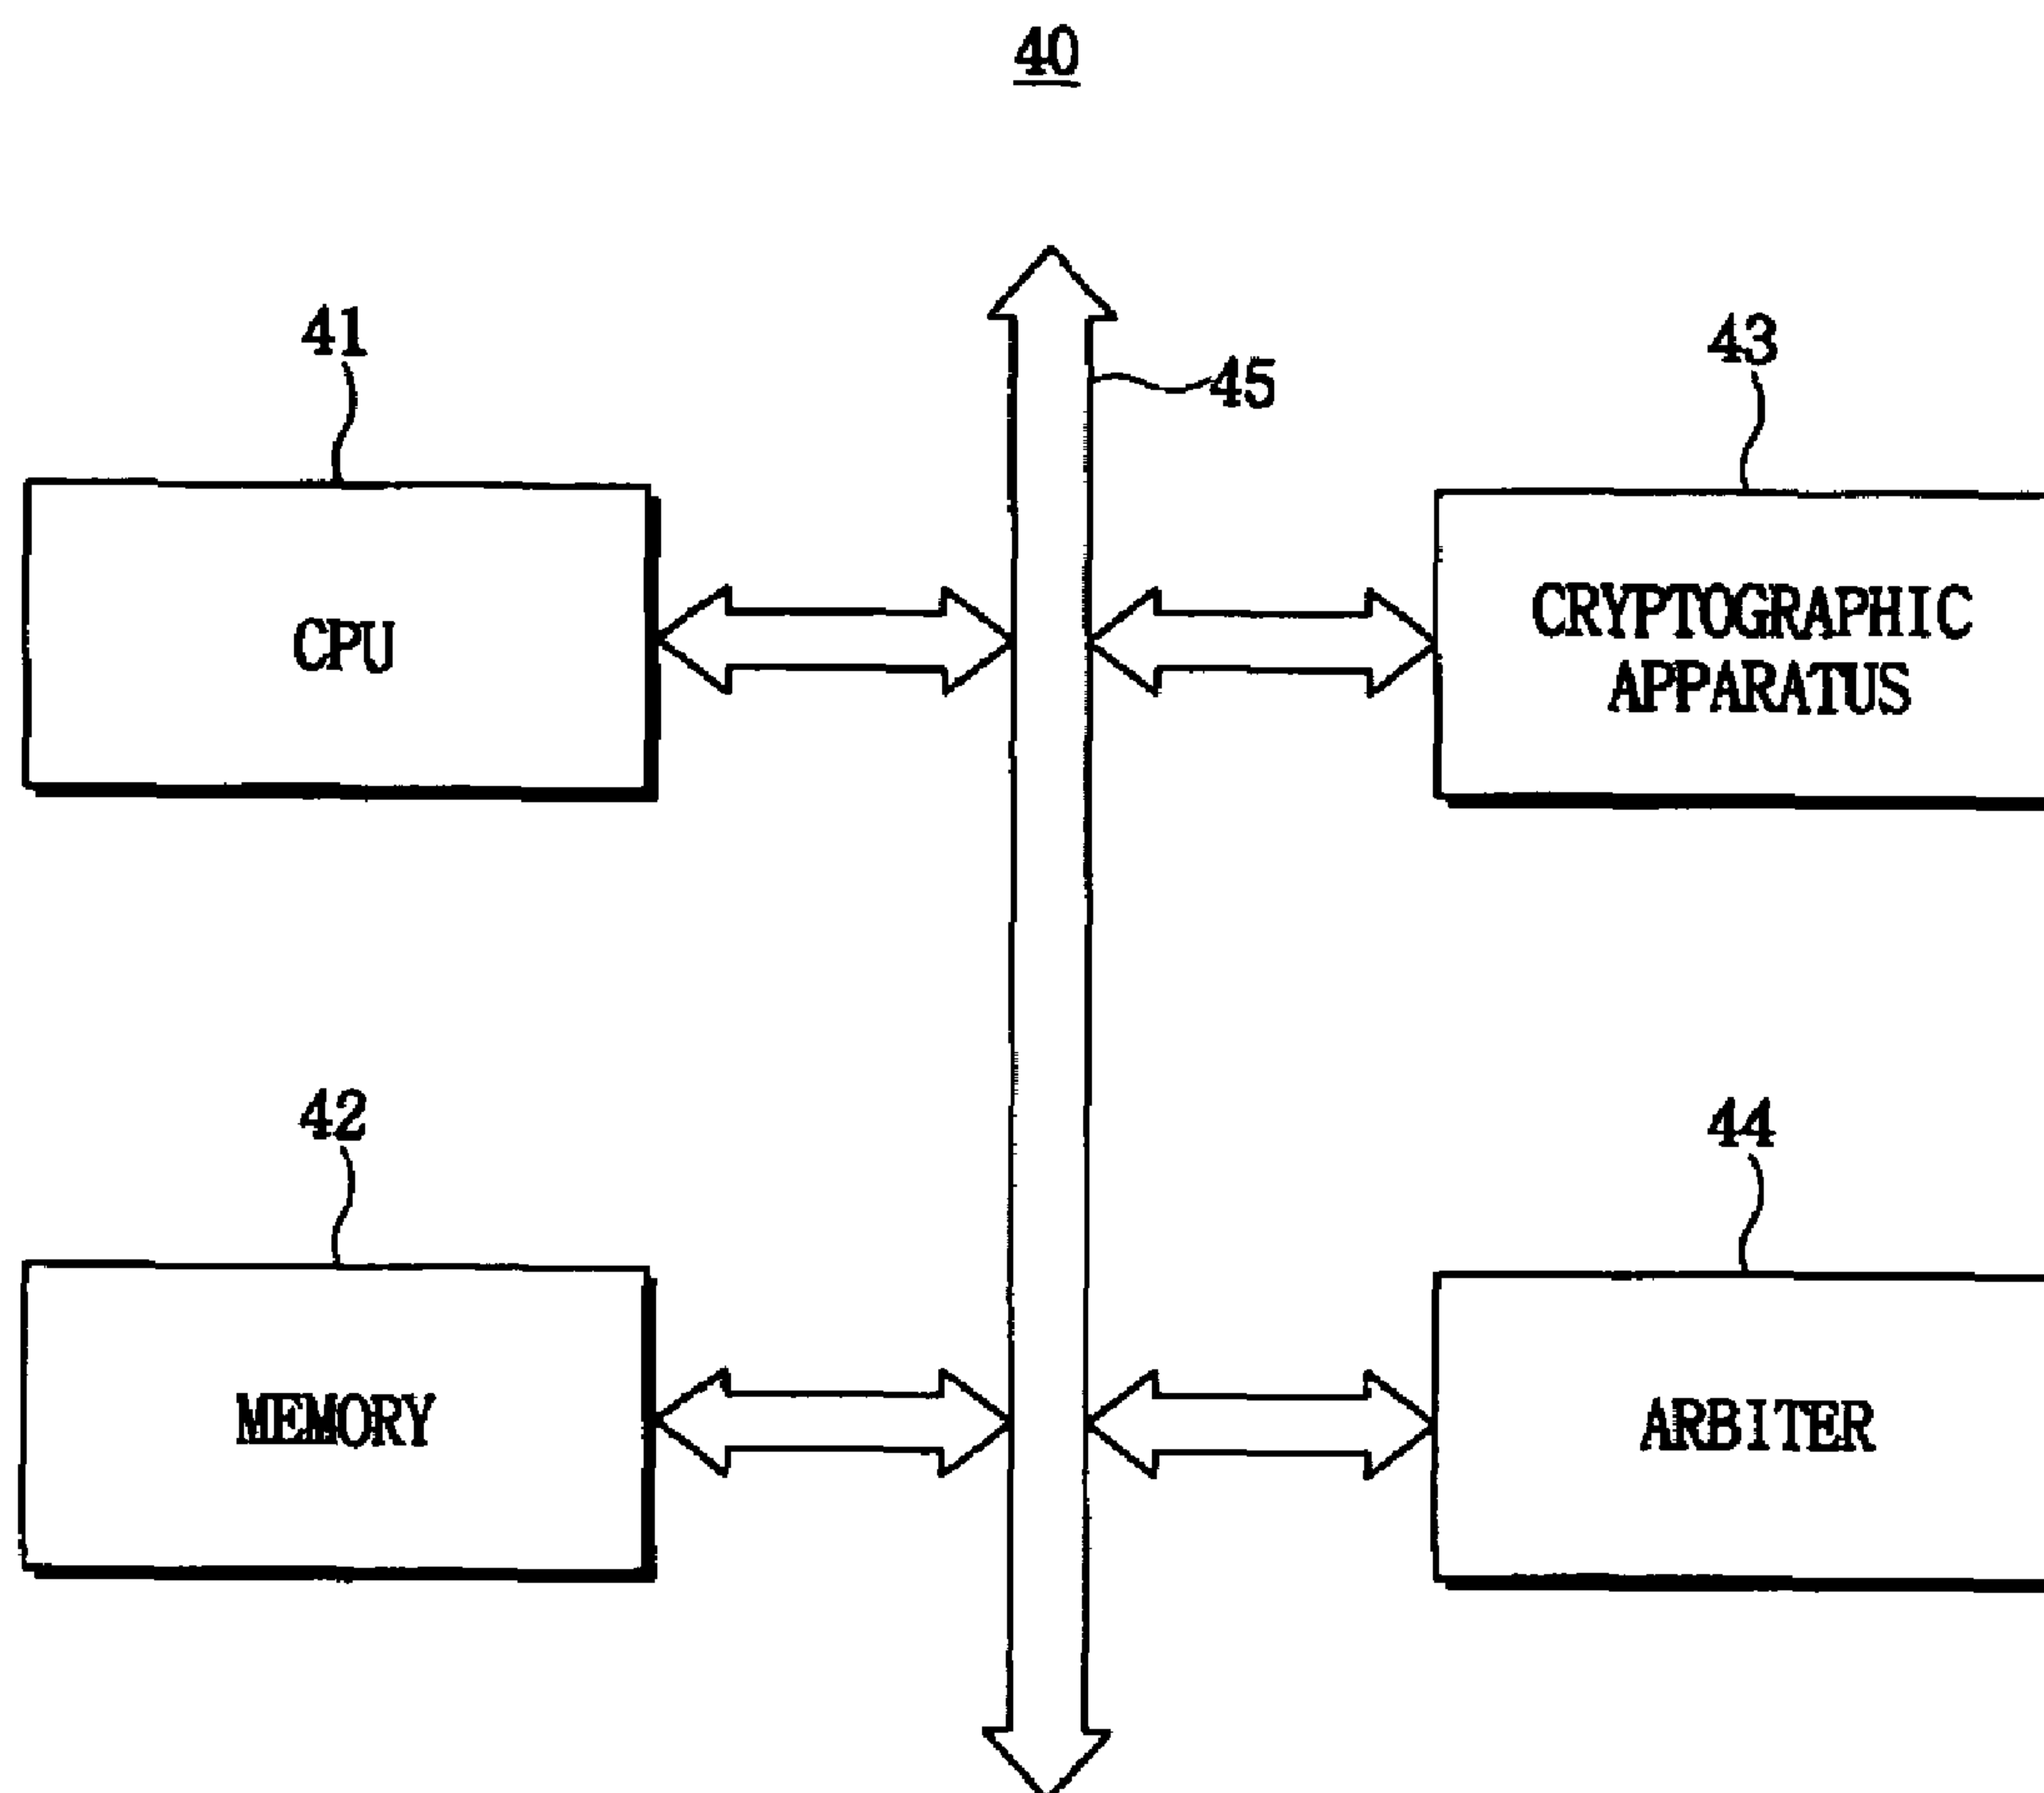 40
41
45
43
CPU
CRYPTOGRAPHIC
APPARATUS
42
44
MEMORY
ARBITER